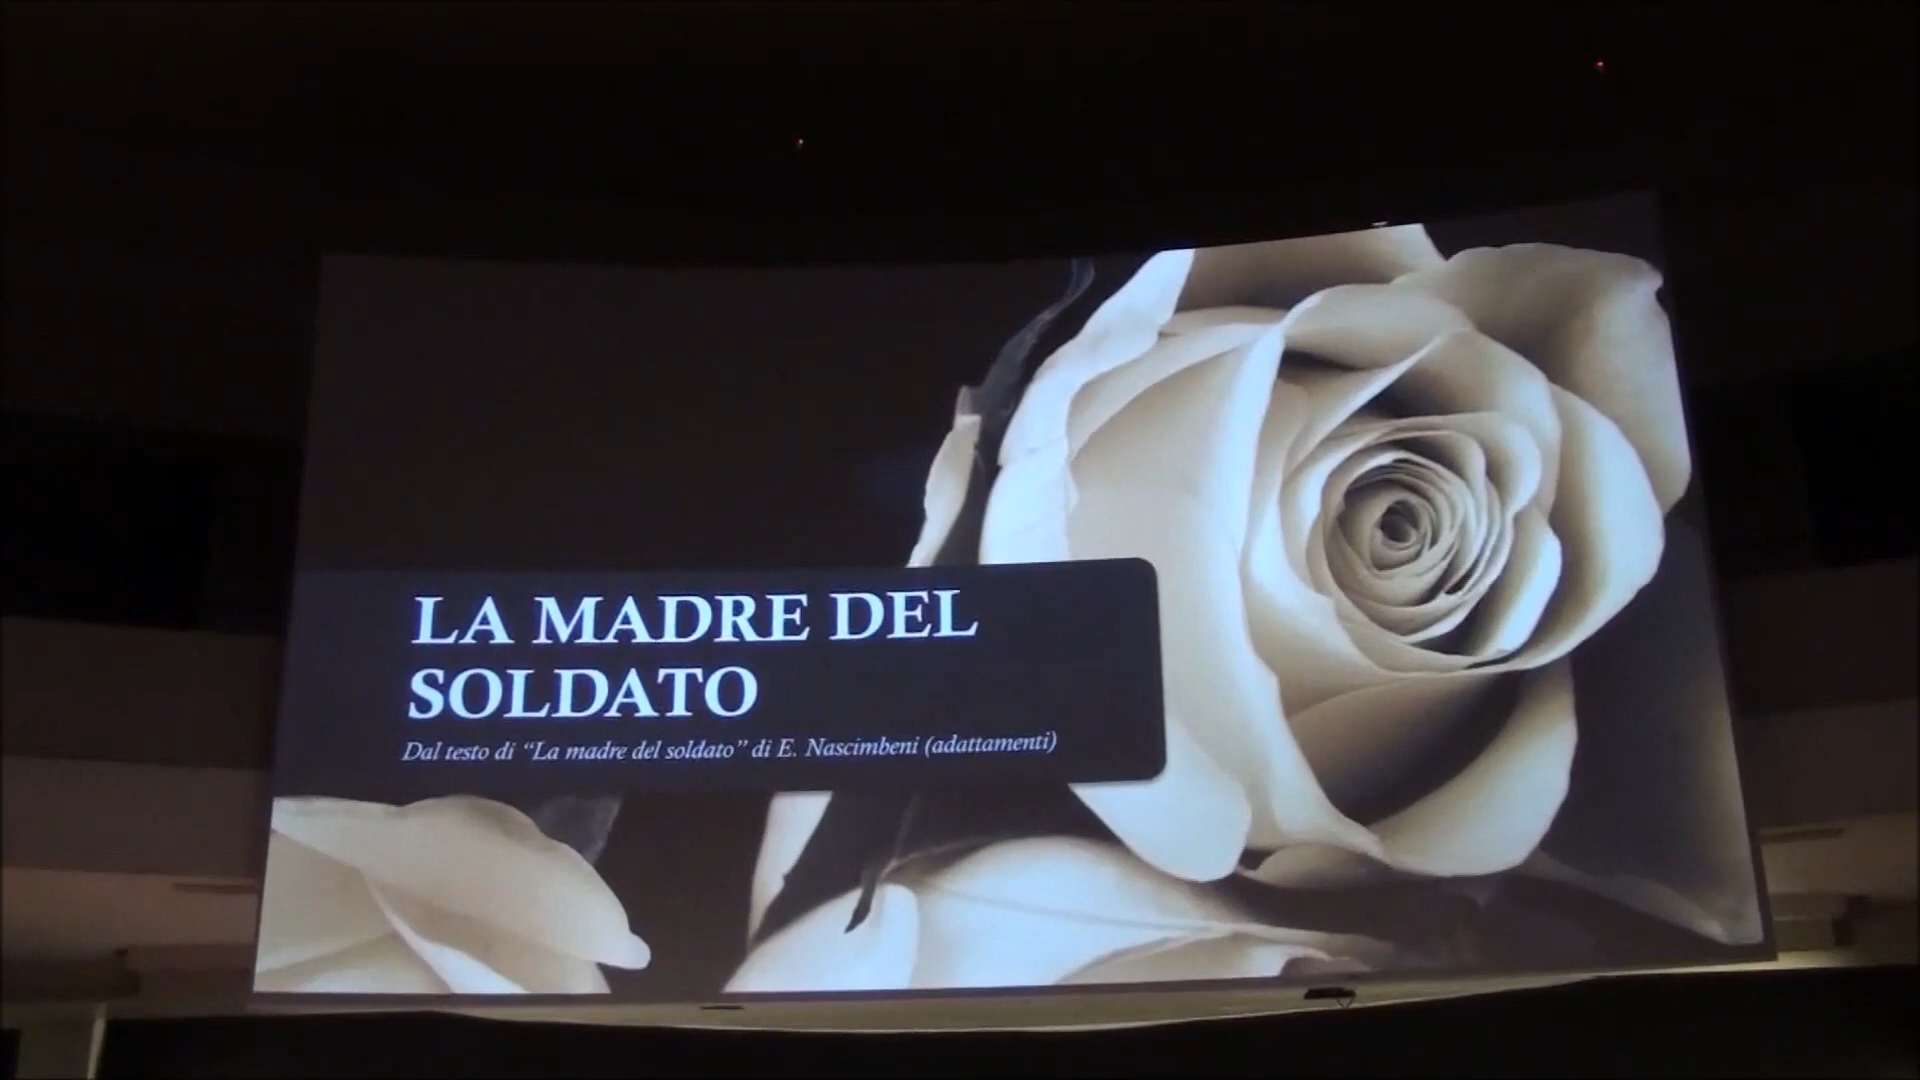 LA MADRE DEL
SOLDATO
Dal testo di “La madre del soldato” di E. Nascimbeni (adattamenti)